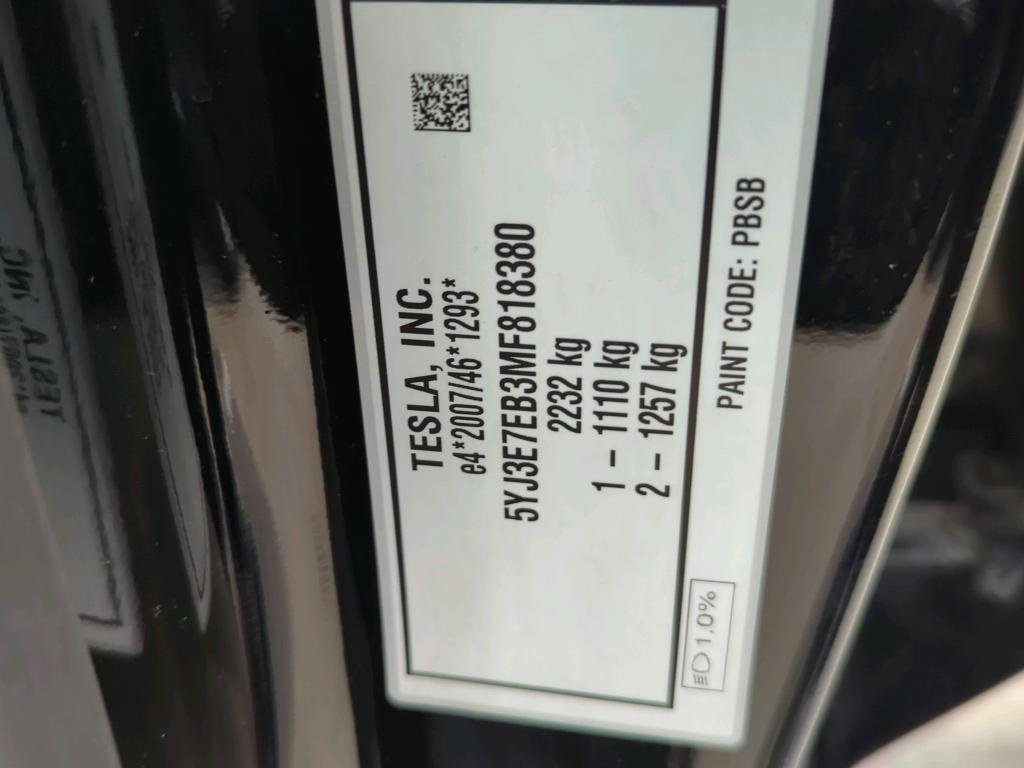 TESLA, INC.
e4*2007/46*1293*
5YJ3E7EB3MF818380
2232 kg
1 – 1110 kg
2 – 1257 kg
1.0%
PAINT CODE: PBSB